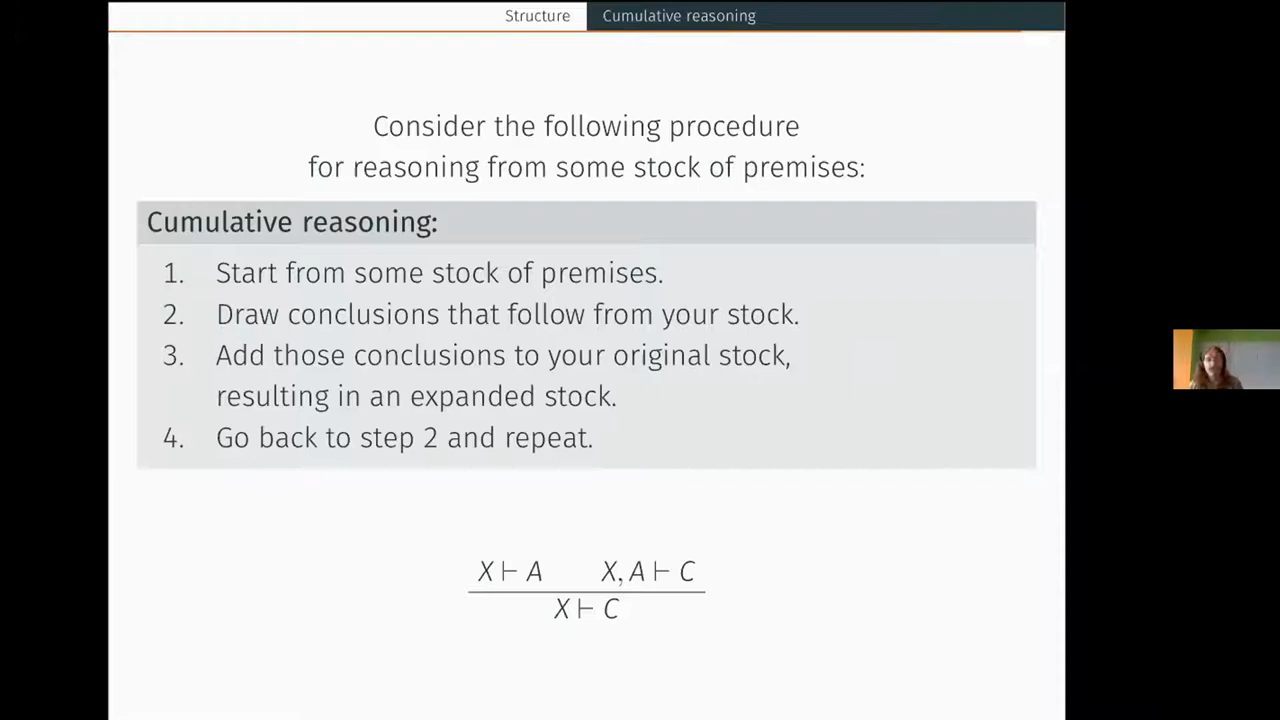 Structure
Cumulative reasoning
Consider the following procedure
for reasoning from some stock of premises:
Cumulative reasoning:
1. Start from some stock of premises.
2. Draw conclusions that follow from your stock.
3. Add those conclusions to your original stock,
resulting in an expanded stock.
4. Go back to step 2 and repeat.
X ⊢ A X, A ⊢ C
X ⊢ C